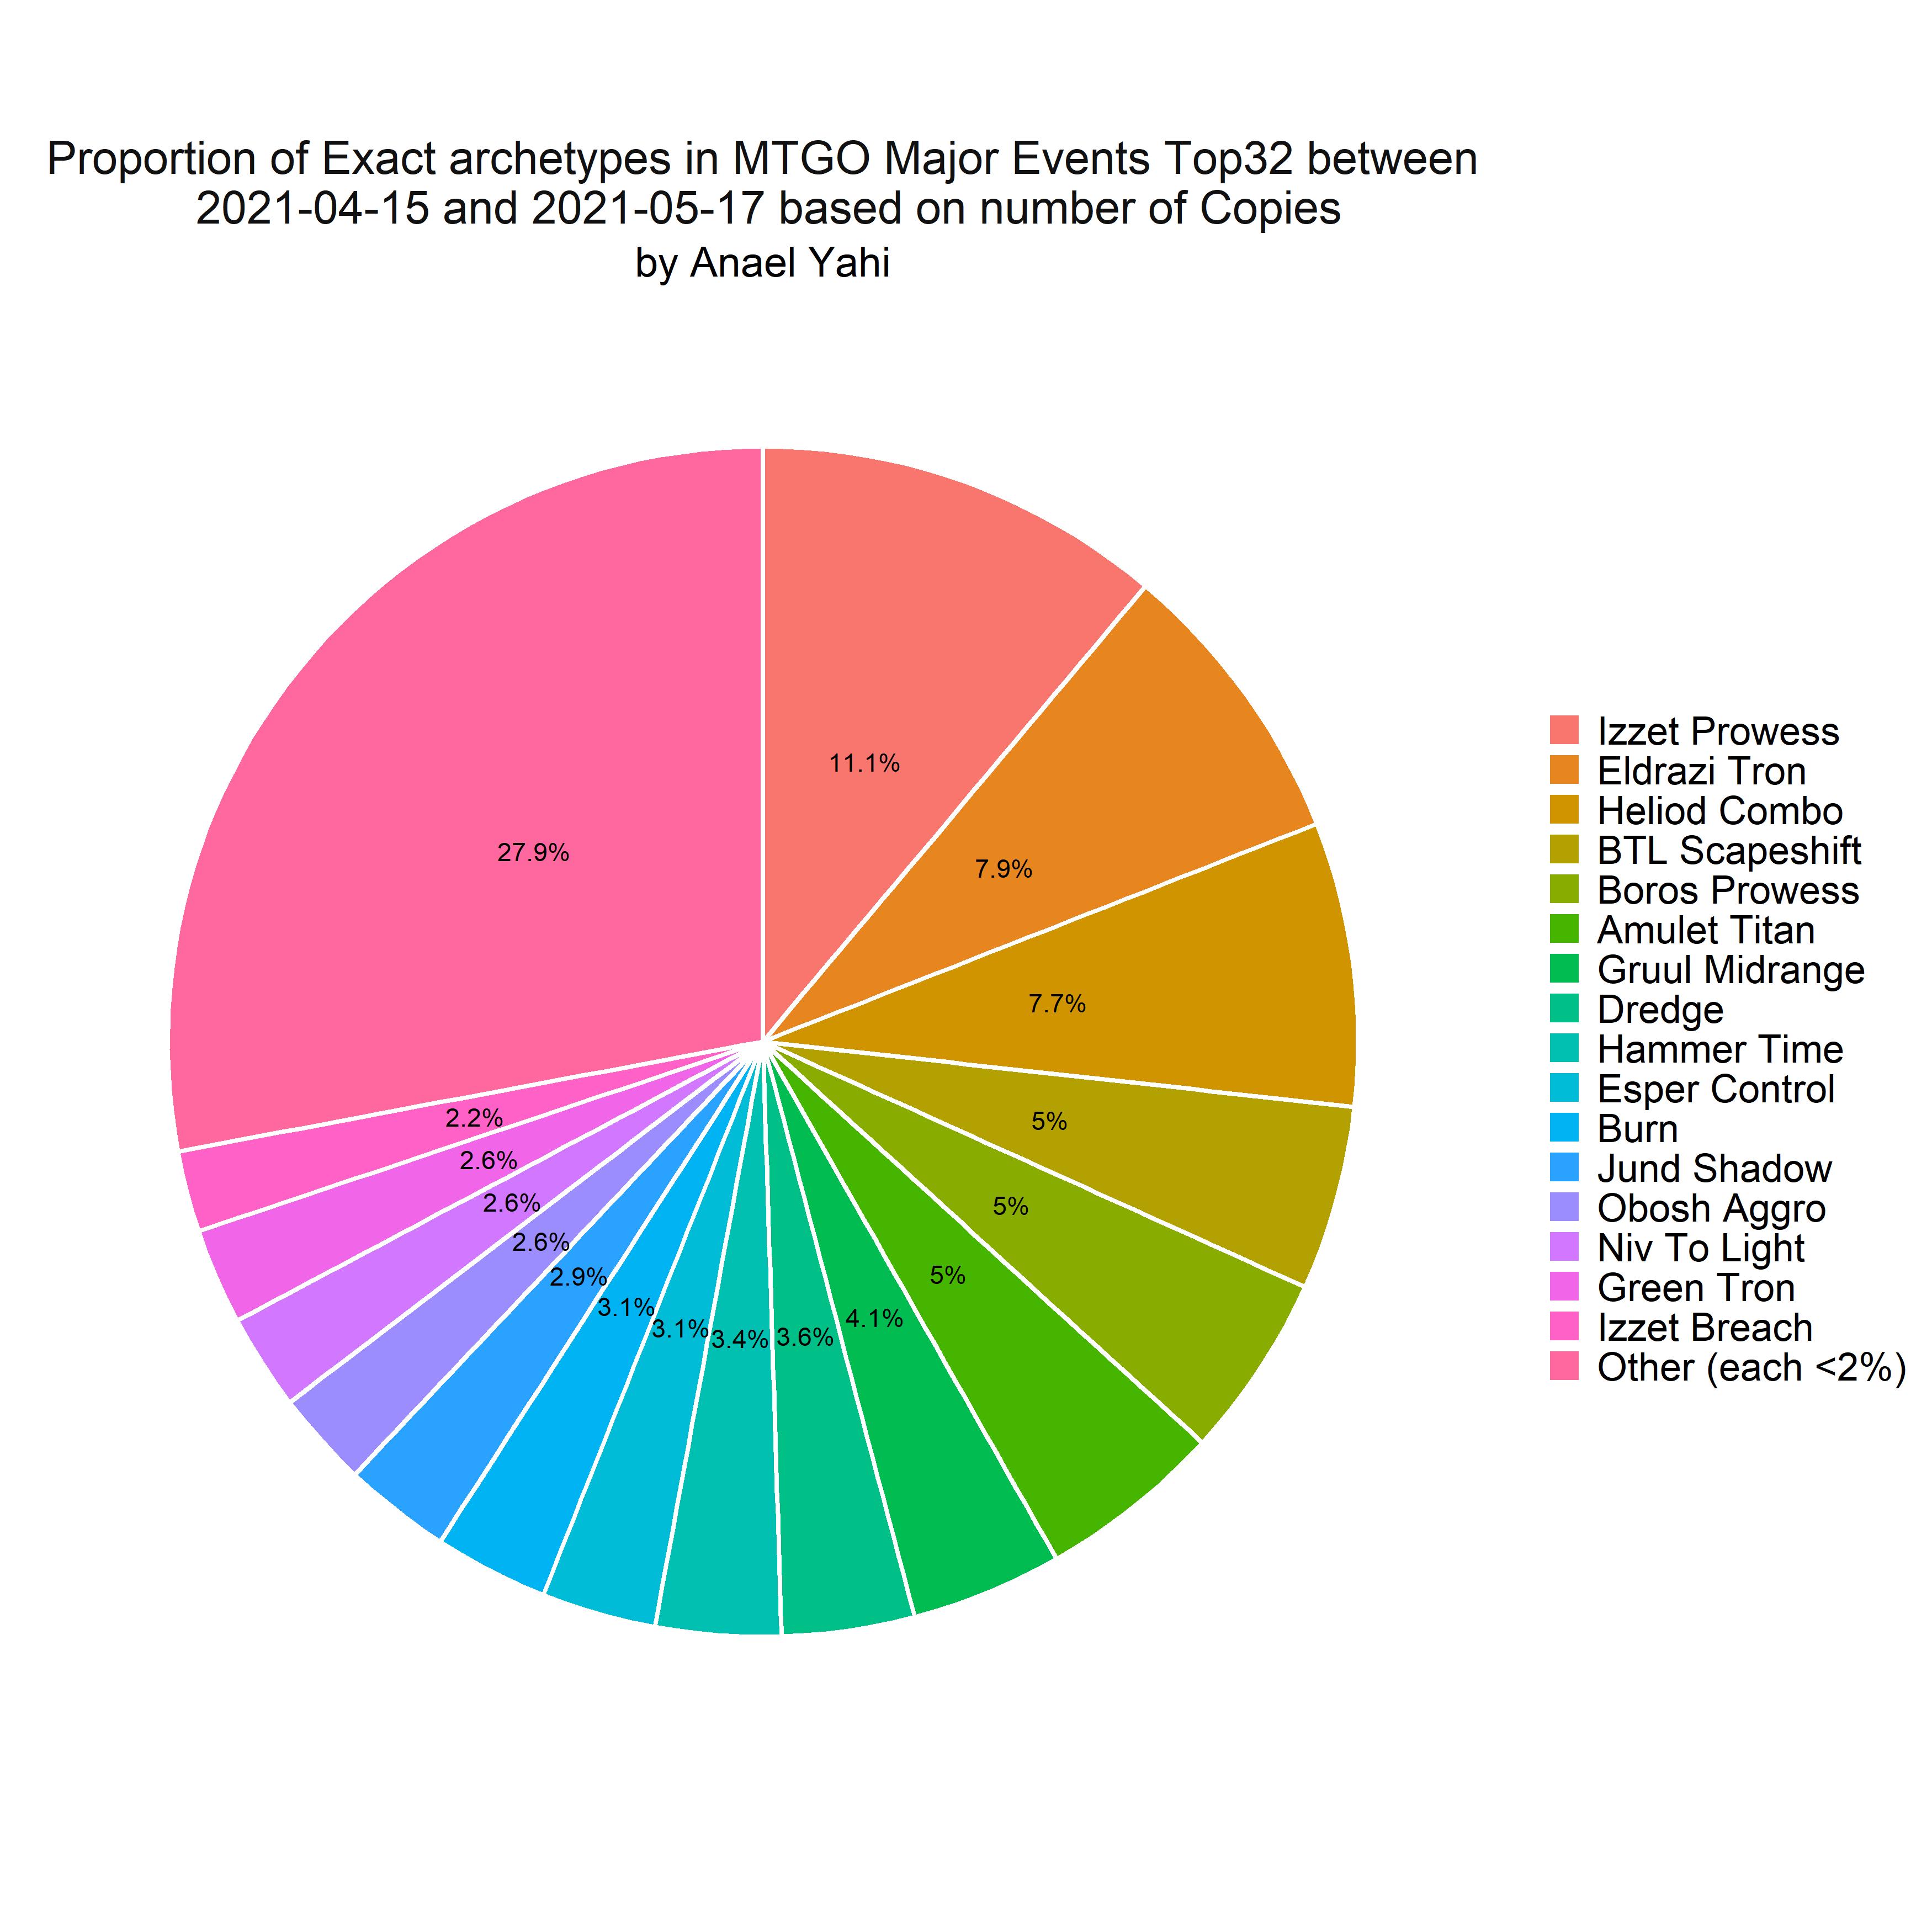 Proportion of Exact archetypes in MTGO Major Events Top32 between
2021-04-15 and 2021-05-17 based on number of Copies
by Anael Yahi
11.1%
7.9%
7.7%
5%
5%
5%
4.1%
3.6%
3.4%
3.1%
3.1%
2.9%
2.6%
2.6%
2.6%
2.2%
27.9%
Izzet Prowess
Eldrazi Tron
Heliod Combo
BTL Scapeshift
Boros Prowess
Amulet Titan
Gruul Midrange
Dredge
Hammer Time
Esper Control
Burn
Jund Shadow
Obosh Aggro
Niv To Light
Green Tron
Izzet Breach
Other (each <2%)